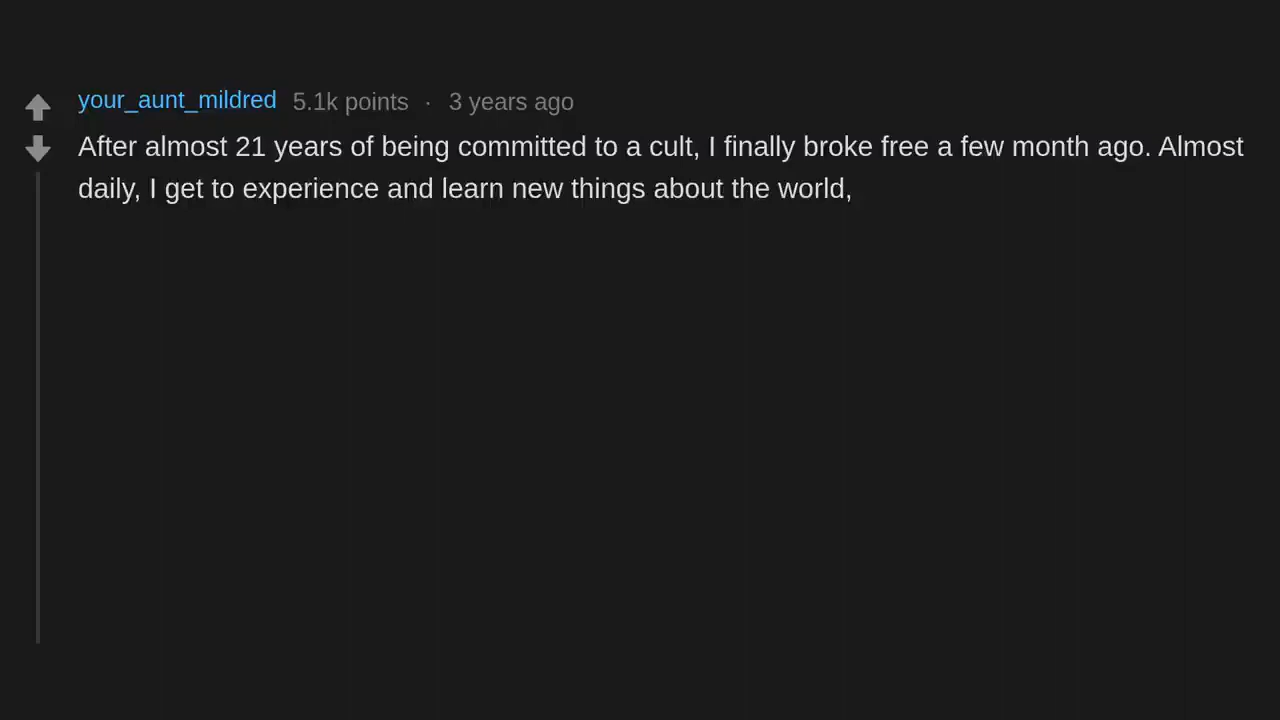 your_aunt_mildred 5.1k points · 3 years ago
After almost 21 years of being committed to a cult, I finally broke free a few month ago. Almost
daily, I get to experience and learn new things about the world,